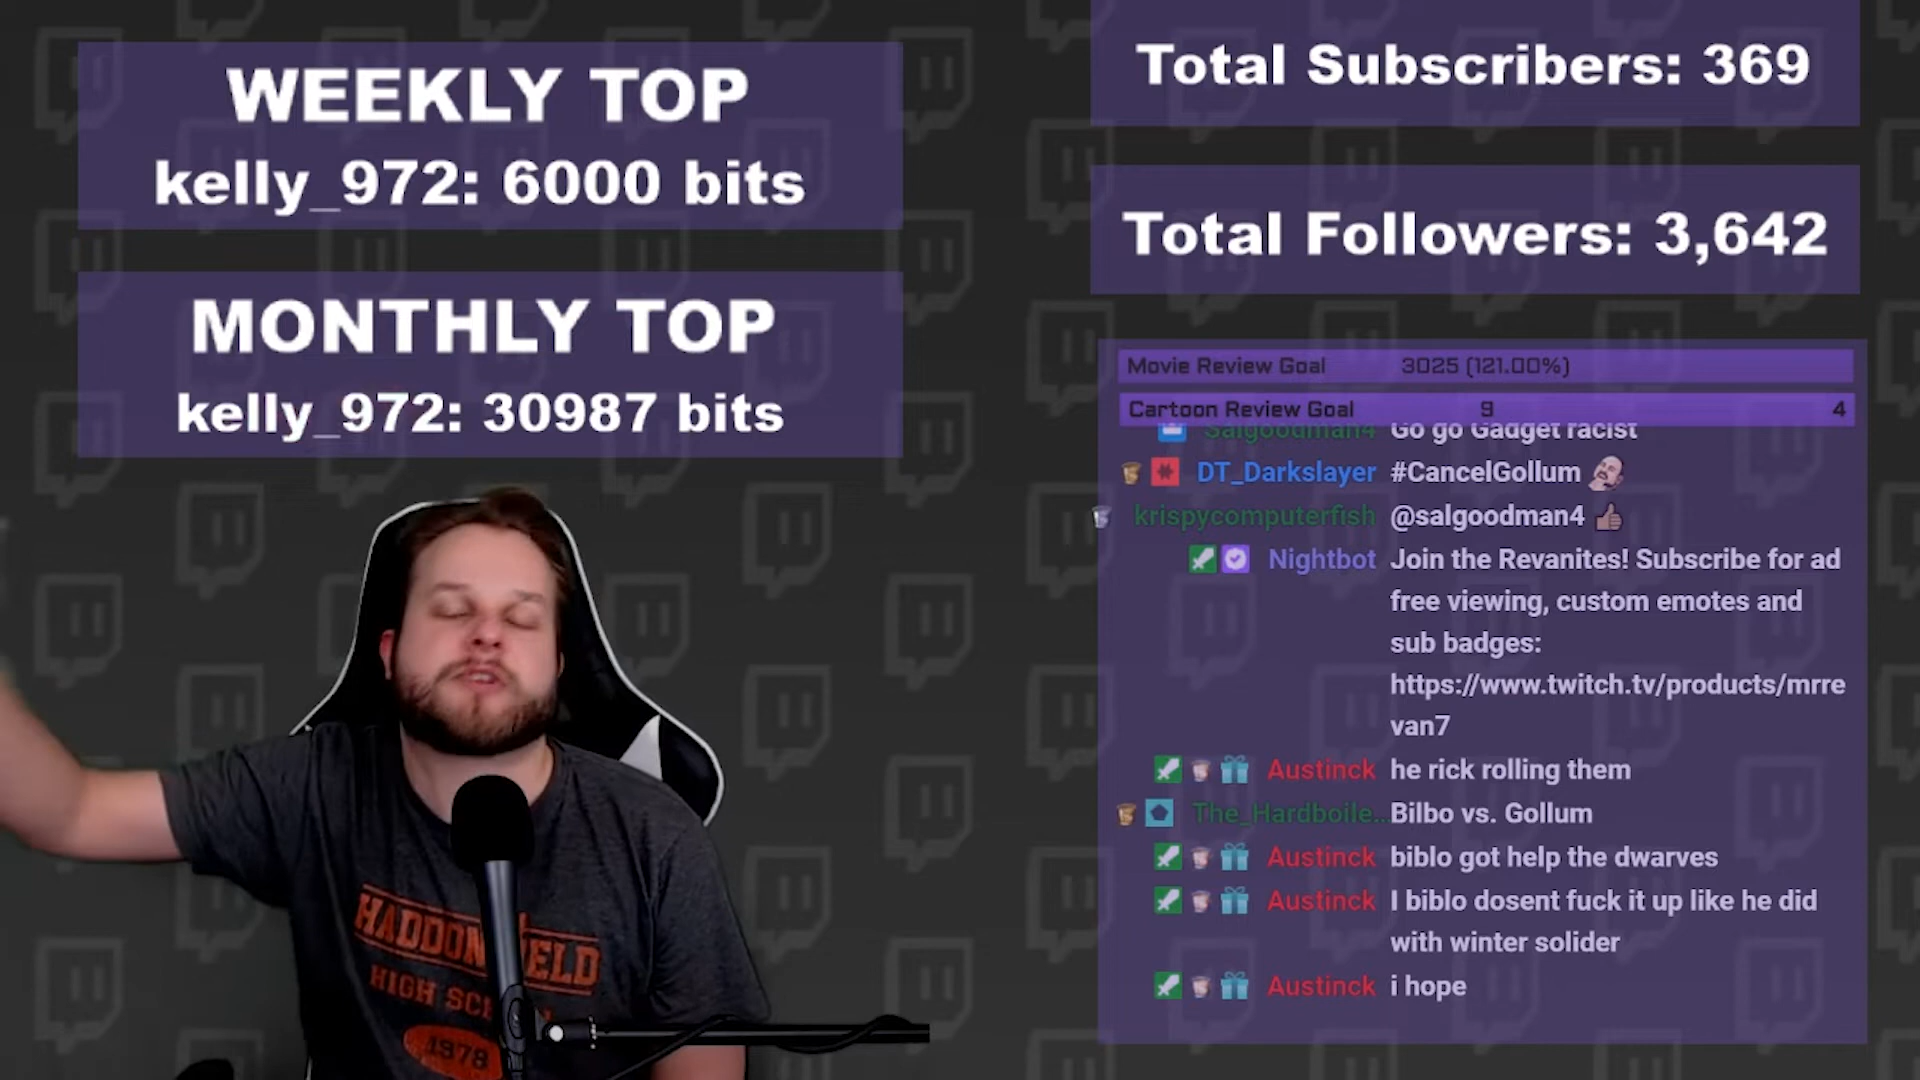 WEEKLY TOP
kelly_972: 6000 bits
MONTHLY TOP
kelly_972: 30987 bits
Total Subscribers: 369
Total Followers: 3,642
Movie Review Goal 3025 (121.00%)
Cartoon Review Goal 9 4
Salgoodman4 Go go Gadget racist
DT_Darkslayer #CancelGollum
krispycomputerfish @salgoodman4
Nightbot Join the Revanites! Subscribe for ad
free viewing, custom emotes and
sub badges:
https://www.twitch.tv/products/mrre
van7
Austinck he rick rolling them
The_Hardboile... Bilbo vs. Gollum
Austinck biblo got help the dwarves
Austinck I biblo dosent fuck it up like he did
with winter solider
Austinck i hope
HIGH
1978